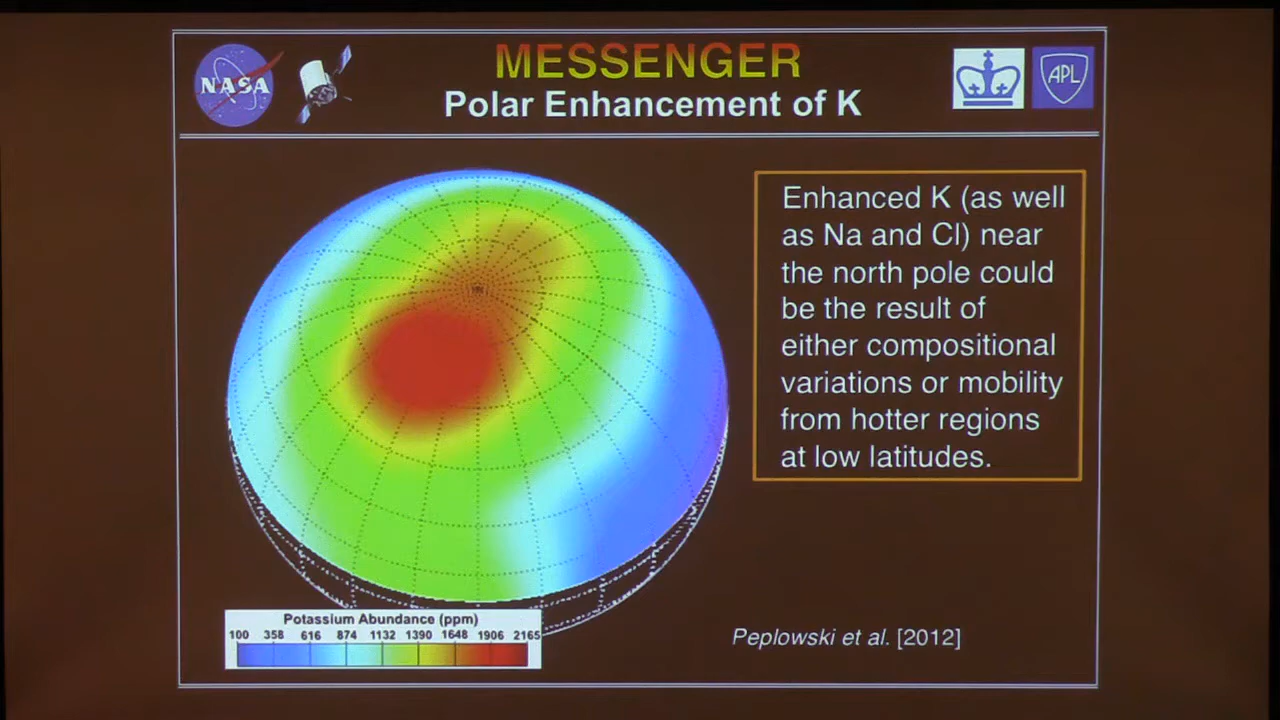 NASA
MESSENGER
APL
Polar Enhancement of K
Enhanced K (as well
as Na and Cl) near
the north pole could
be the result of
either compositional
variations or mobility
from hotter regions
at low latitudes.
Potassium Abundance (ppm)
100 358 616 874 1132 1390 1648 1906 2165
Peplowski et al. [2012]